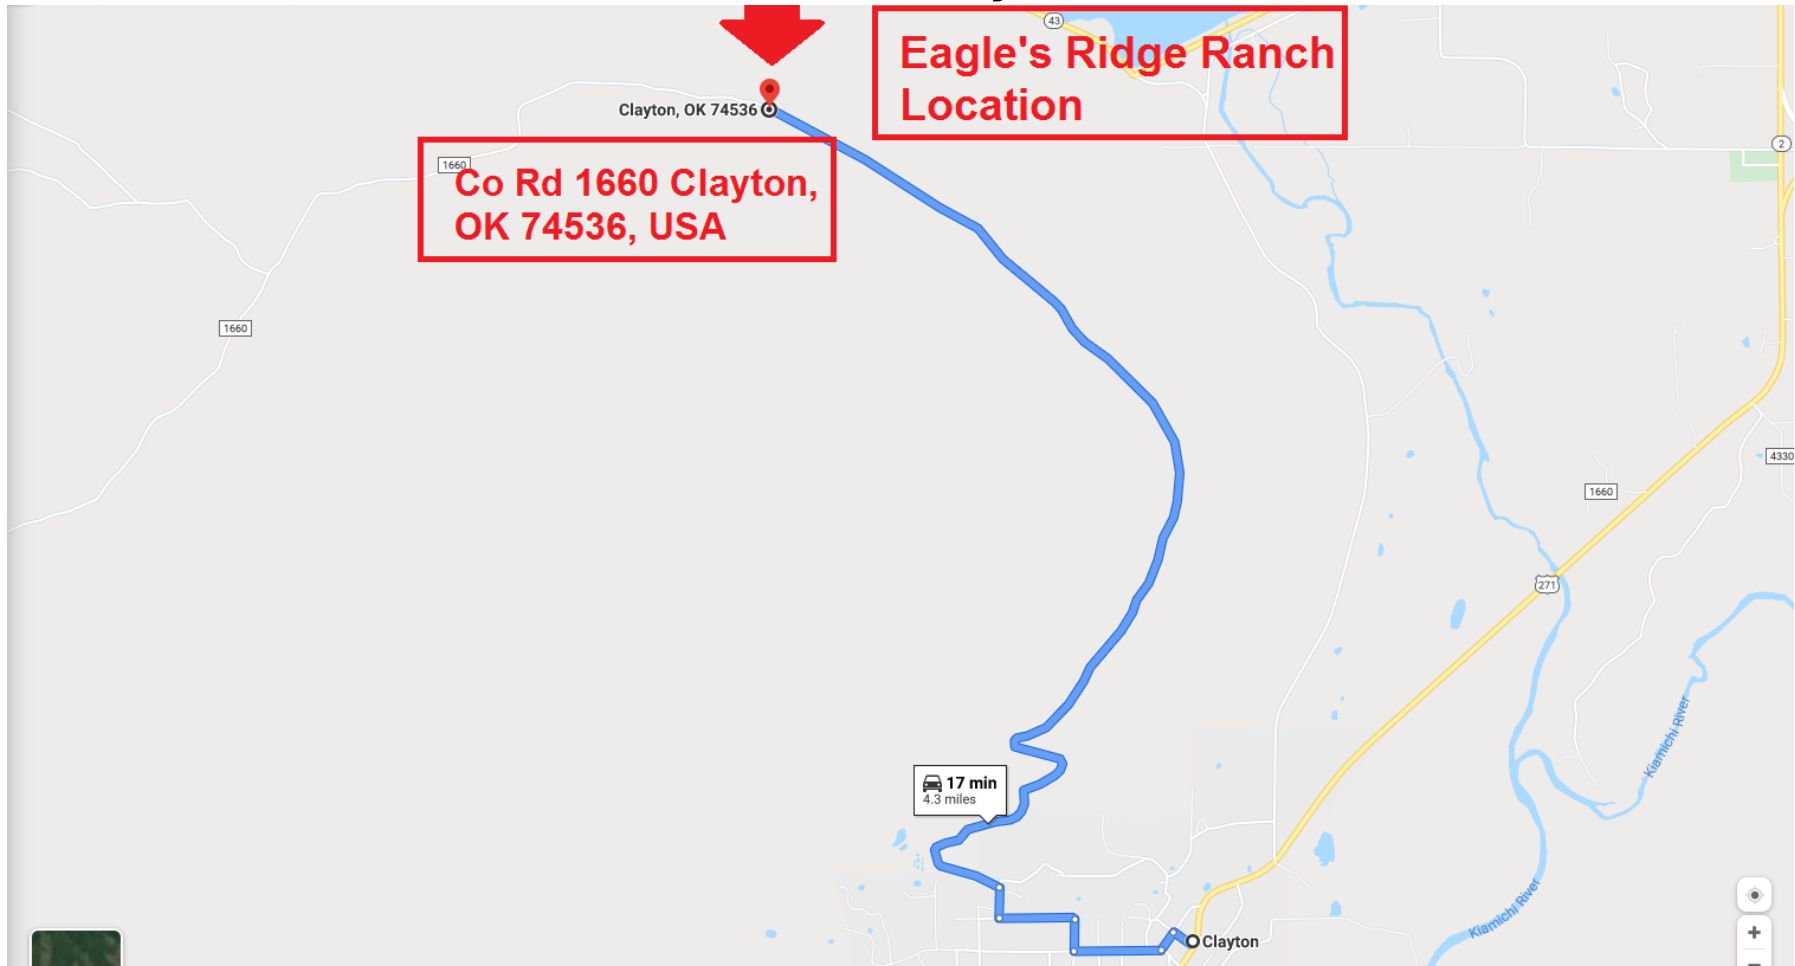 43
Eagle's Ridge Ranch
Location
Clayton, OK 74536
2
1660
Co Rd 1660 Clayton,
OK 74536, USA
1660
4330
1660
271
Kiamichi River
17 min
4.3 miles
Kiamichi River
Clayton
+
−